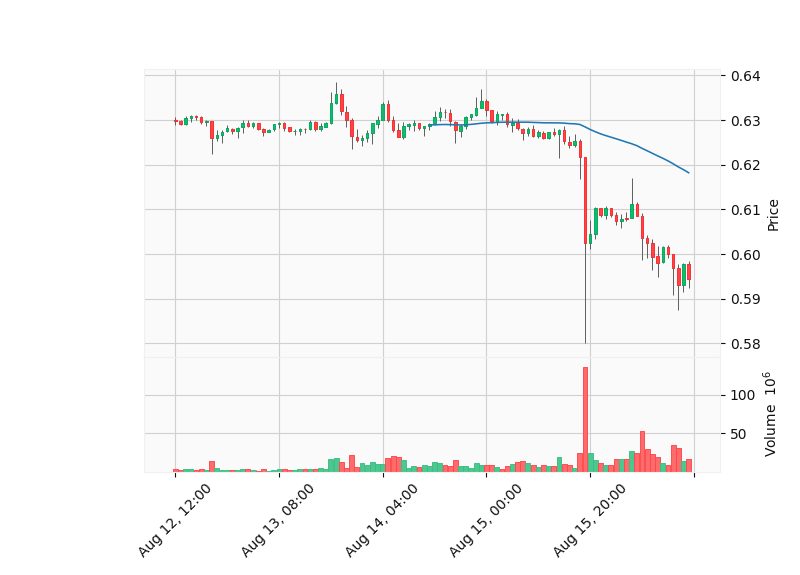 0.64
0.63
0.62
0.61
0.60
0.59
0.58
Price
100
50
Volume 10⁶
Aug 12, 12:00
Aug 13, 08:00
Aug 14, 04:00
Aug 15, 00:00
Aug 15, 20:00